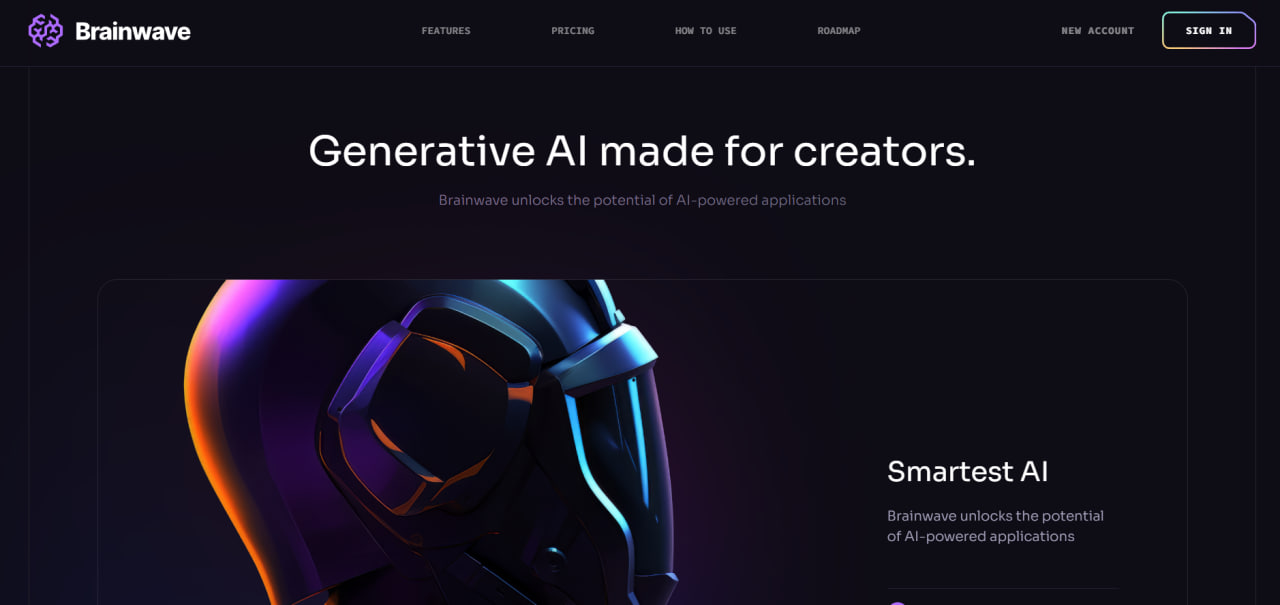 Brainwave
FEATURES
PRICING
HOW TO USE
ROADMAP
NEW ACCOUNT
SIGN IN
Generative AI made for creators.
Brainwave unlocks the potential of AI-powered applications
Smartest AI
Brainwave unlocks the potential
of AI-powered applications